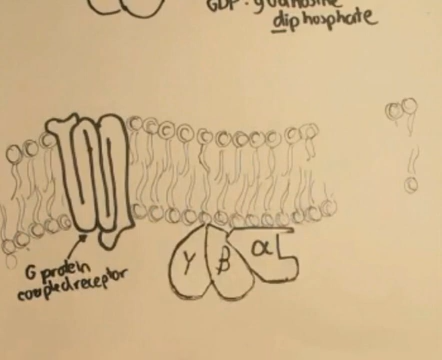 GDP: guanosine
diphosphate
γ β α
G protein
coupled receptor